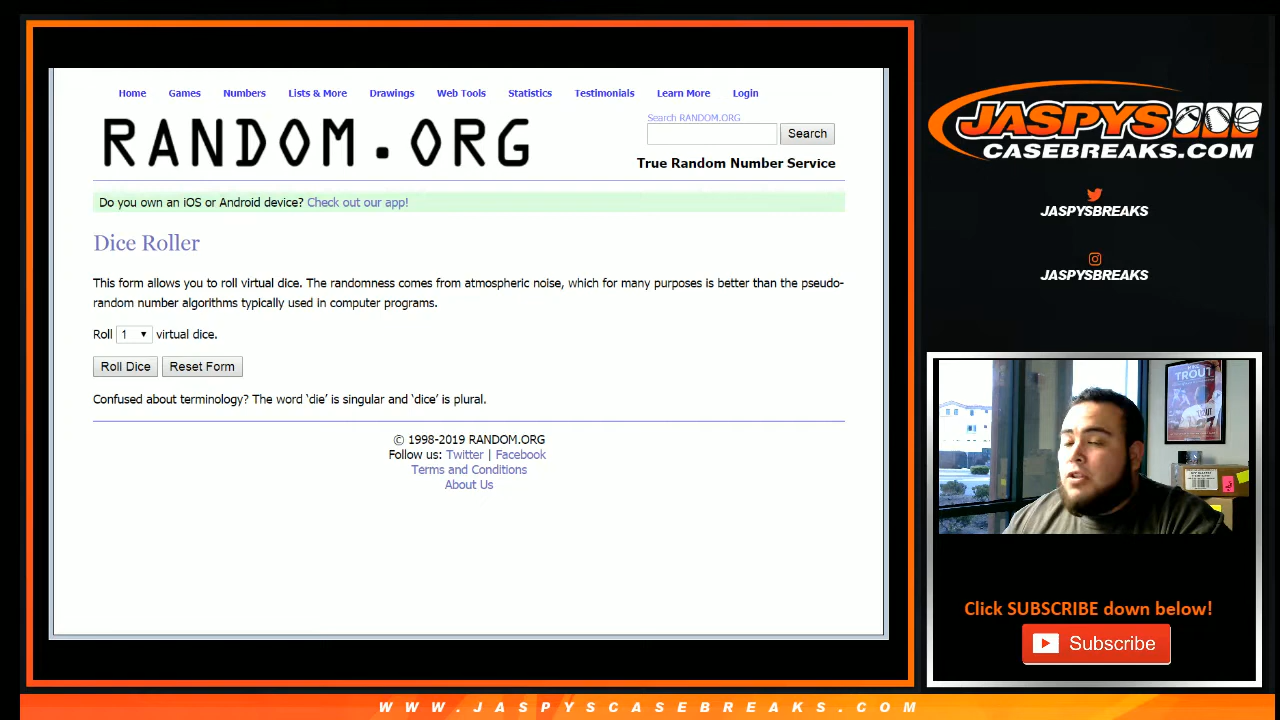 Home Games Numbers Lists & More Drawings Web Tools Statistics Testimonials Learn More Login
RANDOM.ORG
Search RANDOM.ORG
Search
True Random Number Service
Do you own an iOS or Android device? Check out our app!
Dice Roller
This form allows you to roll virtual dice. The randomness comes from atmospheric noise, which for many purposes is better than the pseudo-
random number algorithms typically used in computer programs.
Roll 1 virtual dice.
Roll Dice Reset Form
Confused about terminology? The word ‘die’ is singular and ‘dice’ is plural.
© 1998-2019 RANDOM.ORG
Follow us: Twitter | Facebook
Terms and Conditions
About Us
JASPYS
CASEBREAKS.COM
JASPYSBREAKS
JASPYSBREAKS
TROUT
Click SUBSCRIBE down below!
Subscribe
WWW.JASPYSCASEBREAKS.COM